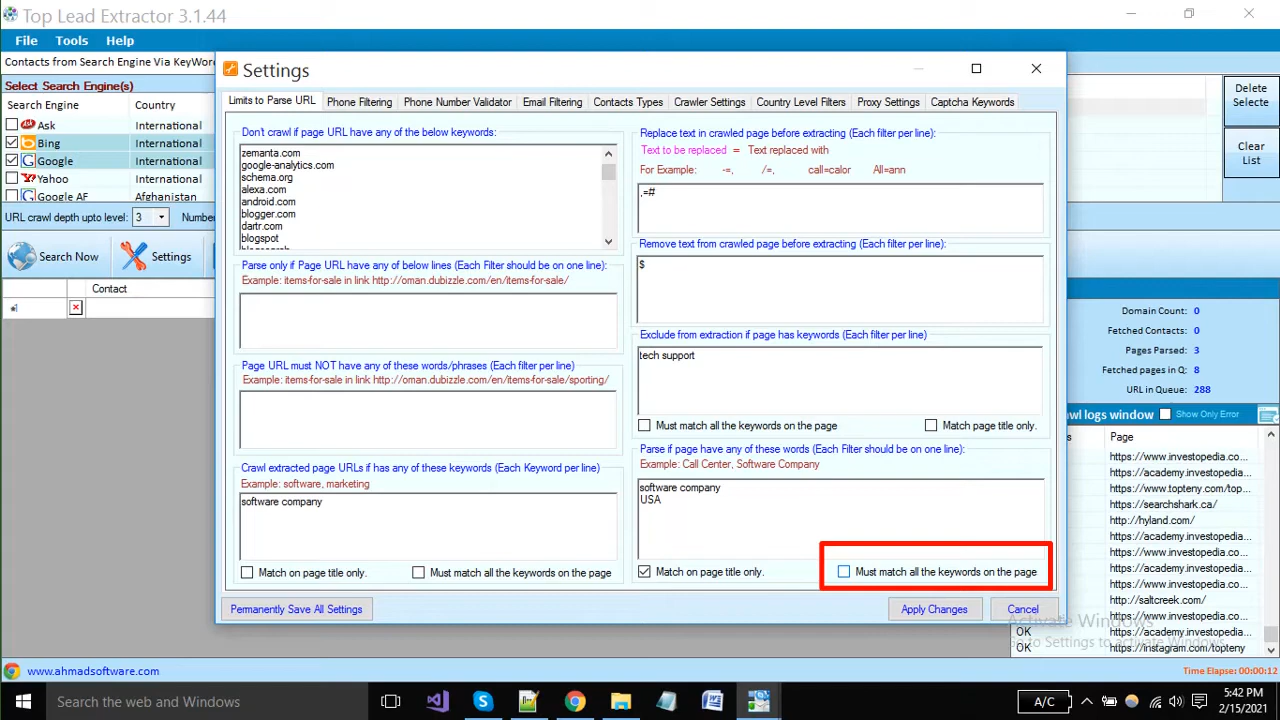 Top Lead Extractor 3.1.44
File Tools Help
Contacts from Search Engine Via KeyWor
Select Search Engine(s)
Search Engine Country
Ask International
Bing International
Google International
Yahoo International
Google AF Afghanistan
URL crawl depth upto level: 3 Number
Search Now Settings
Contact
Settings
Limits to Parse URL Phone Filtering Phone Number Validator Email Filtering Contacts Types Crawler Settings Country Level Filters Proxy Settings Captcha Keywords
Don't crawl if page URL have any of the below keywords:
zemanta.com
google-analytics.com
schema.org
alexa.com
android.com
blogger.com
dartr.com
blogspot
Parse only if Page URL have any of below lines (Each Filter should be on one line):
Example: items-for-sale in link http://oman.dubizzle.com/en/items-for-sale/
Page URL must NOT have any of these words/phrases (Each filter per line)
Example: items-for-sale in link http://oman.dubizzle.com/en/items-for-sale/sporting/
Crawl extracted page URLs if has any of these keywords (Each Keyword per line)
Example: software, marketing
software company
Match on page title only. Must match all the keywords on the page
Replace text in crawled page before extracting (Each filter per line):
Text to be replaced = Text replaced with
For Example: -=, /=, call=calor All=ann
.=#
Remove text from crawled page before extracting (Each filter per line):
$
Exclude from extraction if page has keywords (Each filter per line)
tech support
Must match all the keywords on the page Match page title only.
Parse if page have any of these words (Each Filter should be on one line):
Example: Call Center, Software Company
software company
USA
Match on page title only. Must match all the keywords on the page
Permanently Save All Settings Apply Changes Cancel
Delete
Selecte
Clear
List
Domain Count: 0
Fetched Contacts: 0
Pages Parsed: 3
Fetched pages in Q: 8
URL in Queue: 288
wl logs window Show Only Error
s Page
https://www.investopedia.co...
https://academy.investopedia...
https://www.topteny.com/top...
https://searchshark.ca/
http://hyland.com/
https://academy.investopedia...
https://www.investopedia.co...
https://academy.investopedia...
https://www.investopedia.co...
http://saltcreek.com/
https://www.investopedia.co...
OK https://academy.investopedia...
OK https://instagram.com/topteny
Activate Windows
Go to Settings to activate Windows.
www.ahmadsoftware.com
Time Elapse: 00:00:12
Search the web and Windows
A/C
5:42 PM
2/15/2021